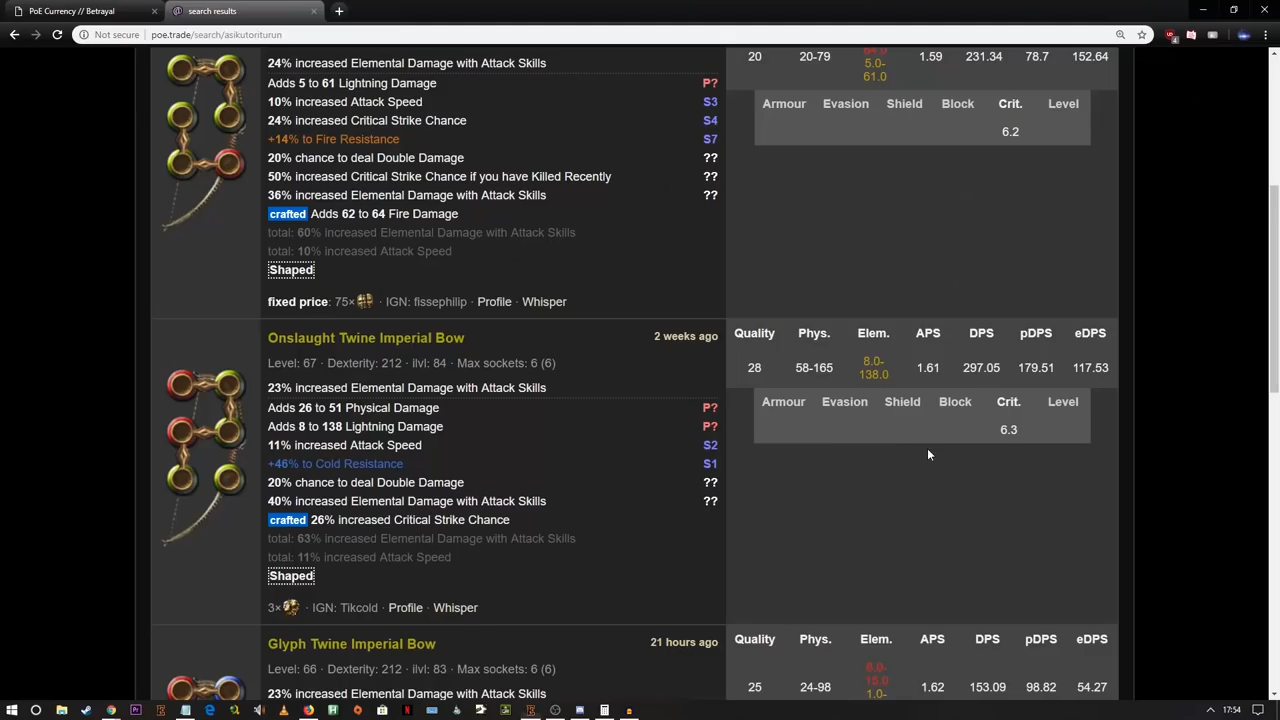 PoE Currency // Betrayal
search results
Not secure | poe.trade/search/asikutoriturun
24% increased Elemental Damage with Attack Skills
Adds 5 to 61 Lightning Damage P?
10% increased Attack Speed S3
24% increased Critical Strike Chance S4
+14% to Fire Resistance S7
20% chance to deal Double Damage ??
50% increased Critical Strike Chance if you have Killed Recently ??
36% increased Elemental Damage with Attack Skills ??
crafted Adds 62 to 64 Fire Damage
total: 60% increased Elemental Damage with Attack Skills
total: 10% increased Attack Speed
Shaped
fixed price: 75× · IGN: fissephilip · Profile · Whisper
20 20-79 5.0-61.0 1.59 231.34 78.7 152.64
Armour Evasion Shield Block Crit. Level
6.2
Onslaught Twine Imperial Bow 2 weeks ago
Level: 67 · Dexterity: 212 · ilvl: 84 · Max sockets: 6 (6)
23% increased Elemental Damage with Attack Skills
Adds 26 to 51 Physical Damage P?
Adds 8 to 138 Lightning Damage P?
11% increased Attack Speed S2
+46% to Cold Resistance S1
20% chance to deal Double Damage ??
40% increased Elemental Damage with Attack Skills ??
crafted 26% increased Critical Strike Chance
total: 63% increased Elemental Damage with Attack Skills
total: 11% increased Attack Speed
Shaped
3× · IGN: Tikcold · Profile · Whisper
Quality Phys. Elem. APS DPS pDPS eDPS
28 58-165 8.0-138.0 1.61 297.05 179.51 117.53
Armour Evasion Shield Block Crit. Level
6.3
Glyph Twine Imperial Bow 21 hours ago
Level: 66 · Dexterity: 212 · ilvl: 83 · Max sockets: 6 (6)
23% increased Elemental Damage with Attack Skills
Quality Phys. Elem. APS DPS pDPS eDPS
25 24-98 1.0- 1.62 153.09 98.82 54.27
17:54